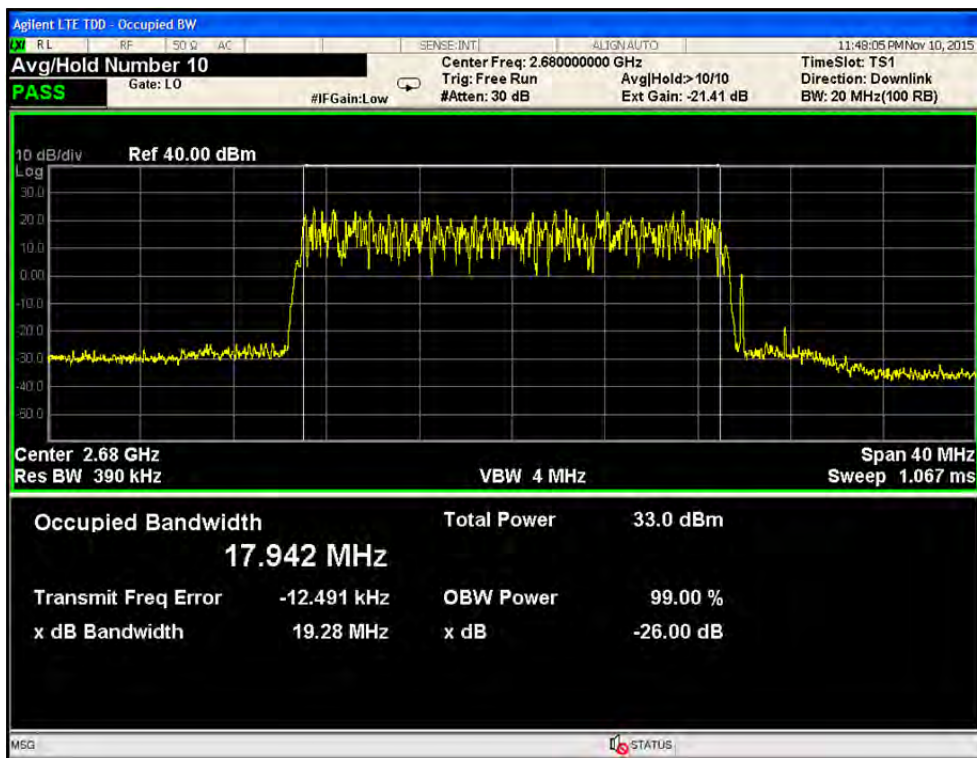 Agilent LTE TDD - Occupied BW
LXI RL RF 50 Ω AC SENSE:INT ALIGNAUTO 11:48:05 PMNov 10, 2015
Avg/Hold Number 10 Center Freq: 2.680000000 GHz TimeSlot: TS1
PASS Gate: LO Trig: Free Run Avg|Hold:>10/10 Direction: Downlink
#IFGain:Low #Atten: 30 dB Ext Gain: -21.41 dB BW: 20 MHz(100 RB)
10 dB/div Ref 40.00 dBm
Log
30.0
20.0
10.0
0.00
-10.0
-20.0
-30.0
-40.0
-50.0
Center 2.68 GHz Span 40 MHz
Res BW 390 kHz VBW 4 MHz Sweep 1.067 ms
Occupied Bandwidth Total Power 33.0 dBm
17.942 MHz
Transmit Freq Error -12.491 kHz OBW Power 99.00 %
x dB Bandwidth 19.28 MHz x dB -26.00 dB
MSG STATUS